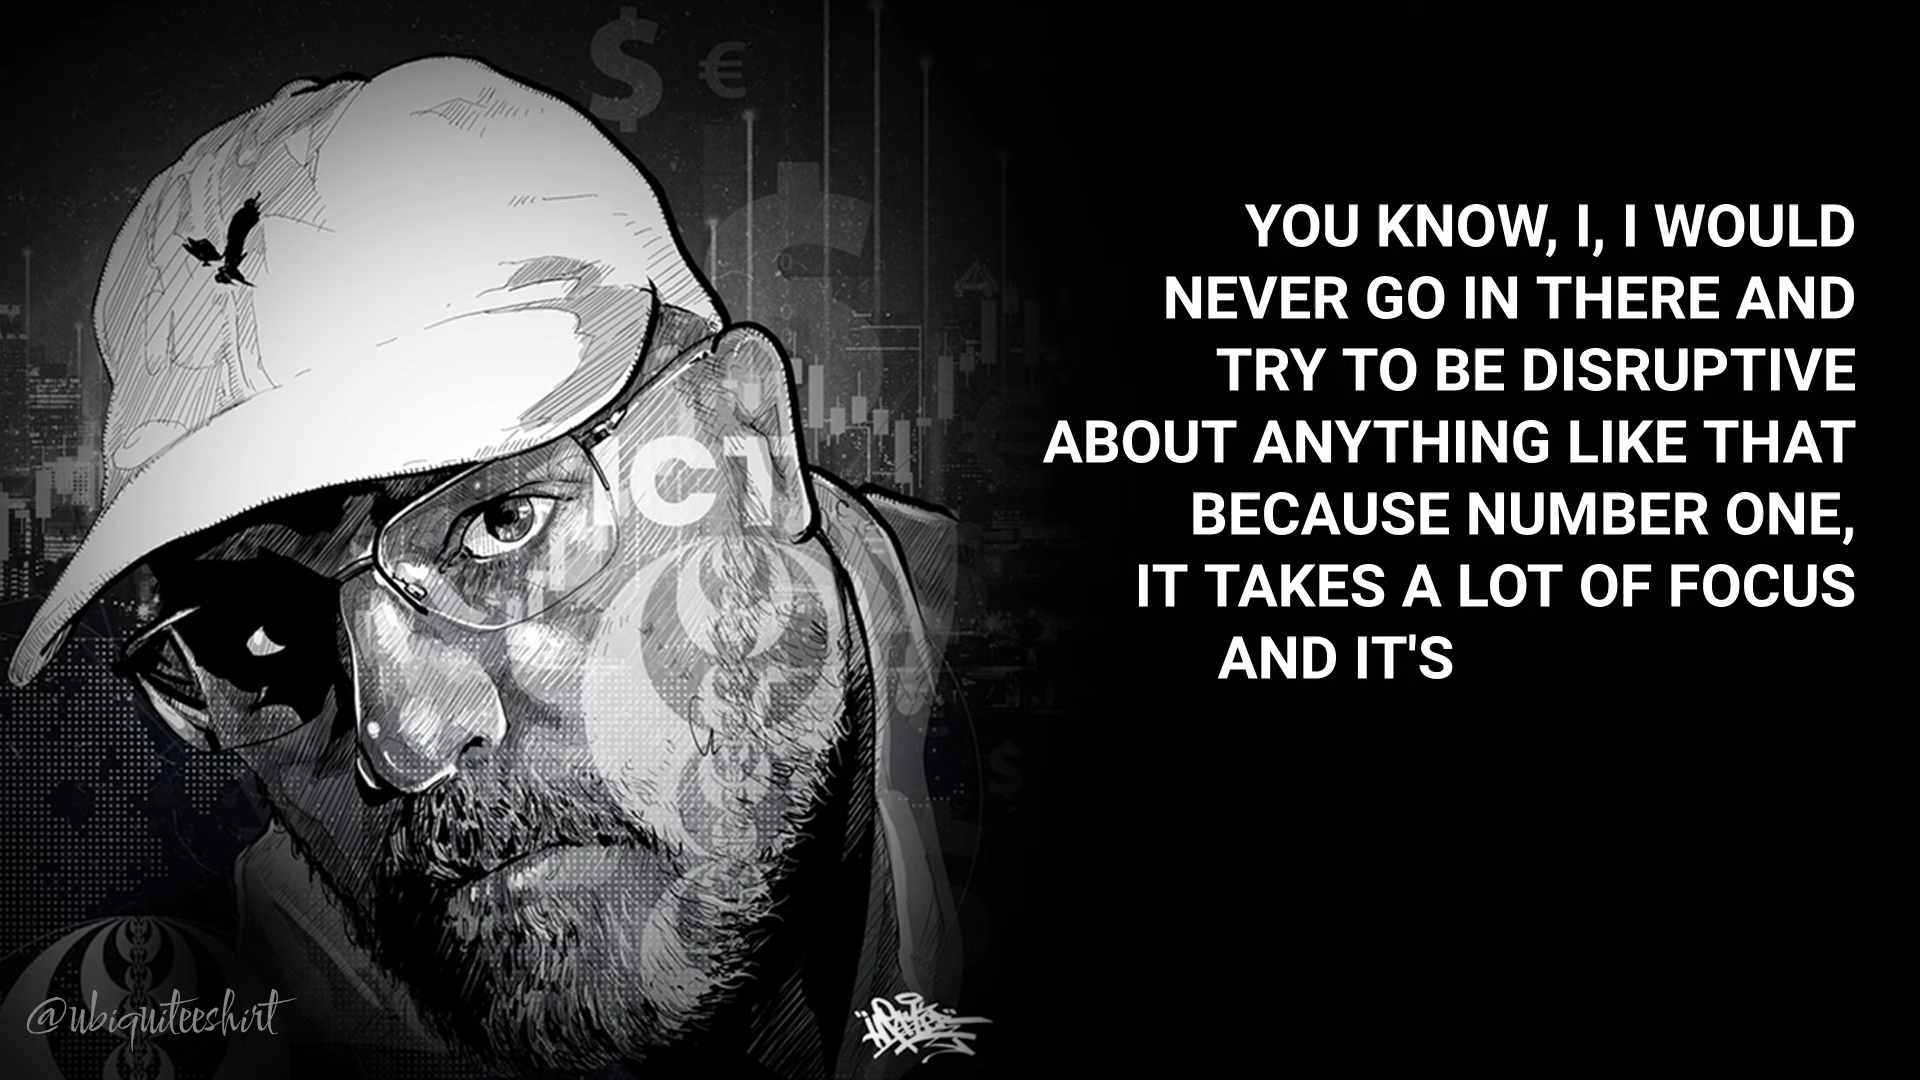 $ €
ICT
YOU KNOW, I, I WOULD
NEVER GO IN THERE AND
TRY TO BE DISRUPTIVE
ABOUT ANYTHING LIKE THAT
BECAUSE NUMBER ONE,
IT TAKES A LOT OF FOCUS
AND IT'S
@ubiquiteeshirt